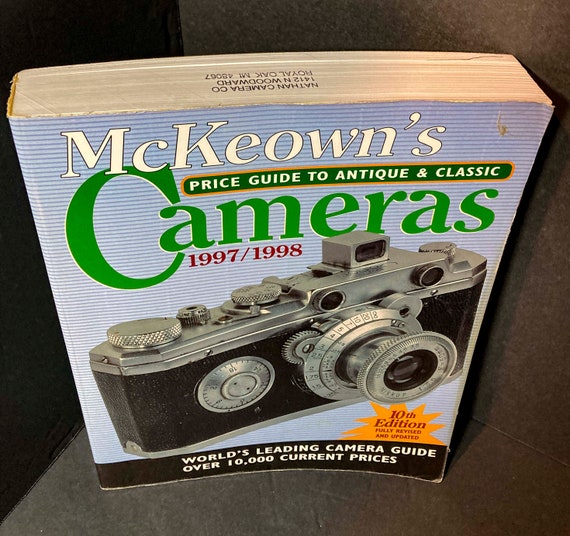 NATHAN CAMERA CO
1412 N WOODWARD
ROYAL OAK MI 48067
McKeown's
PRICE GUIDE TO ANTIQUE & CLASSIC
Cameras
1997/1998
10th
Edition
FULLY REVISED
AND UPDATED
WORLD'S LEADING CAMERA GUIDE
OVER 10,000 CURRENT PRICES